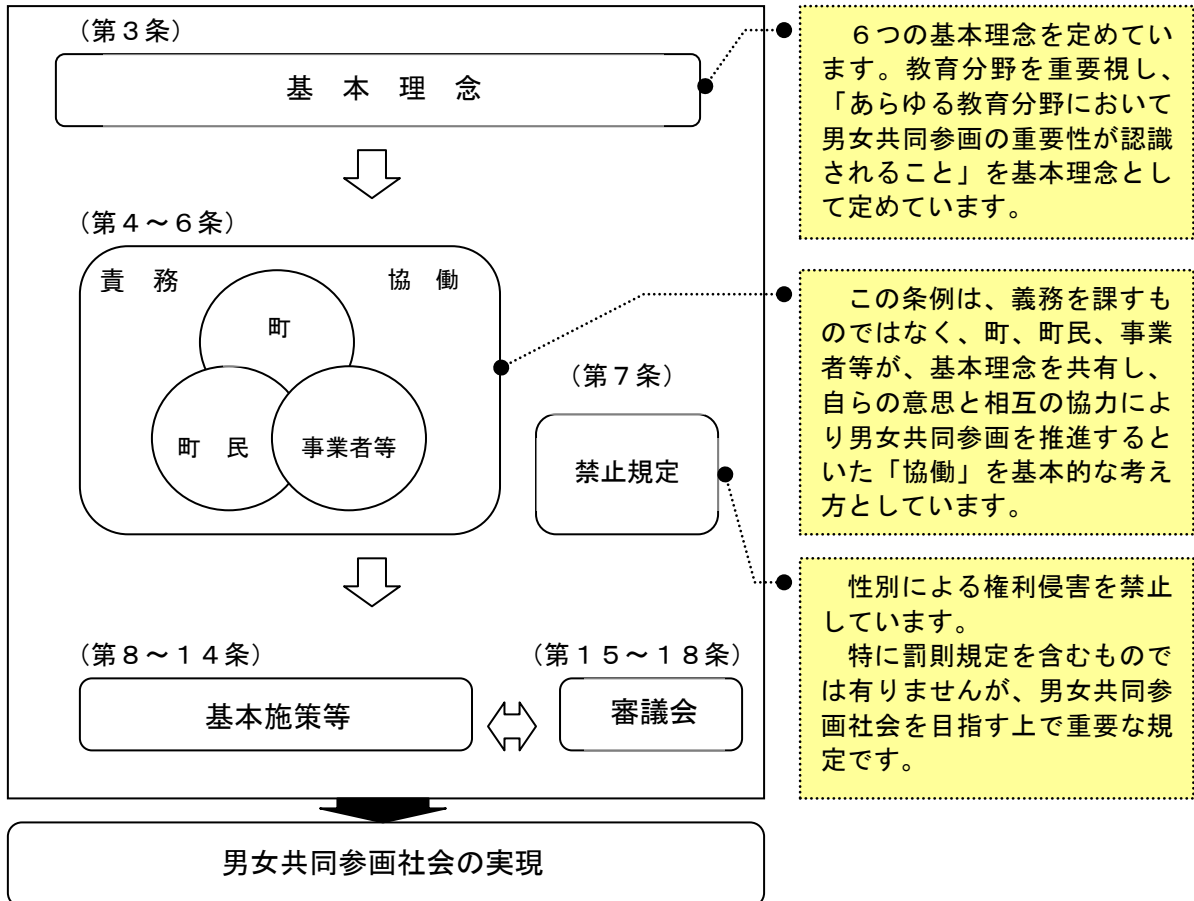 （第３条）
基　本　理　念
６つの基本理念を定めてい
ます。教育分野を重要視し、
「あらゆる教育分野において
男女共同参画の重要性が認識
されること」を基本理念とし
て定めています。
（第４～６条）
責　務
協　働
町
町　民
事業者等
（第７条）
禁止規定
この条例は、義務を課すも
のではなく、町、町民、事業
者等が、基本理念を共有し、
自らの意思と相互の協力によ
り男女共同参画を推進すると
いった「協働」を基本的な考え
方としています。
性別による権利侵害を禁止
しています。
特に罰則規定を含むもので
は有りませんが、男女共同参
画社会を目指す上で重要な規
定です。
（第８～１４条）
基本施策等
（第１５～１８条）
審議会
男女共同参画社会の実現